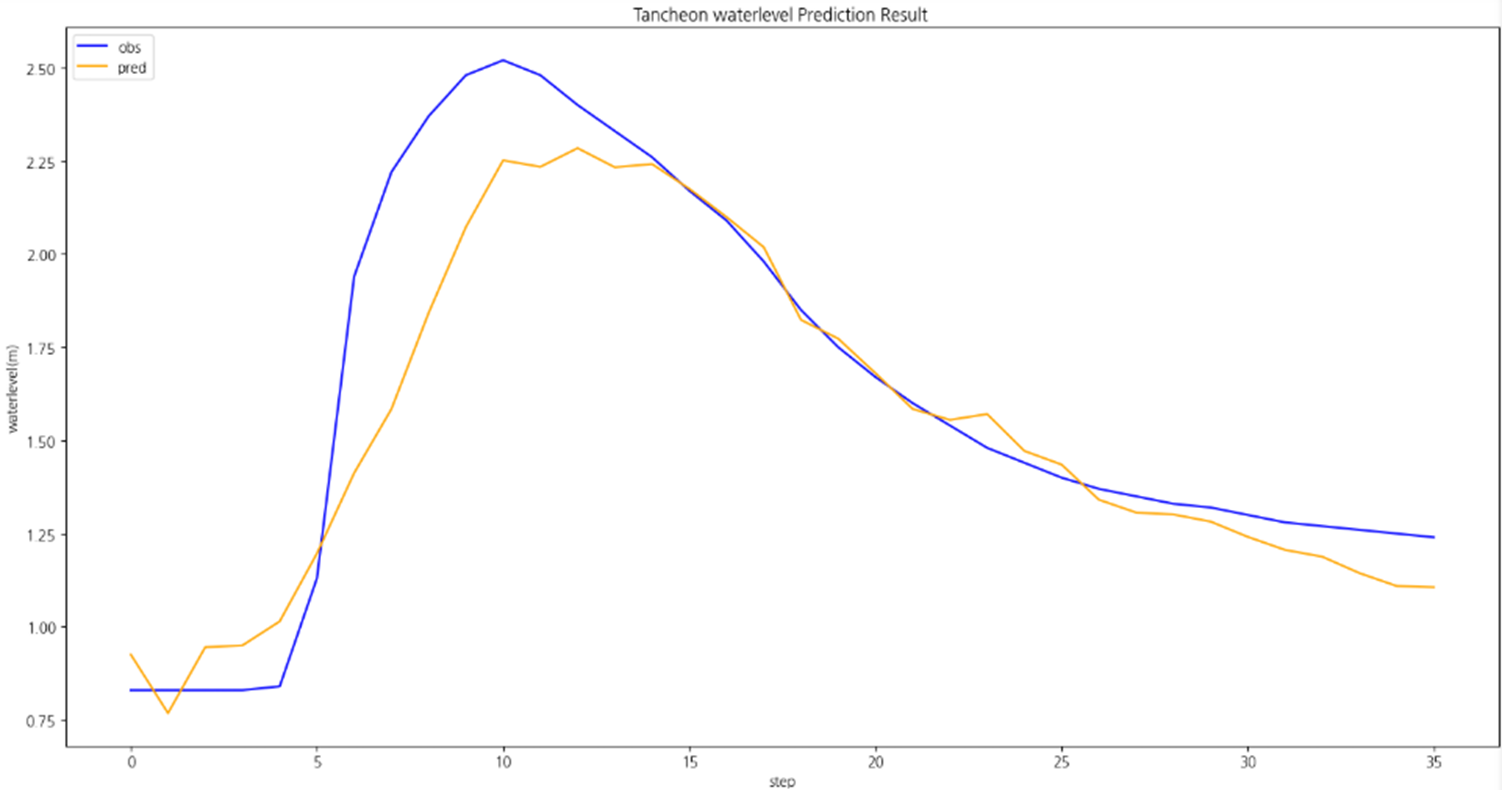 Tancheon waterlevel Prediction Result
obs
pred
2.50
2.25
2.00
1.75
1.50
1.25
1.00
0.75
waterlevel(m)
0 5 10 15 20 25 30 35
step